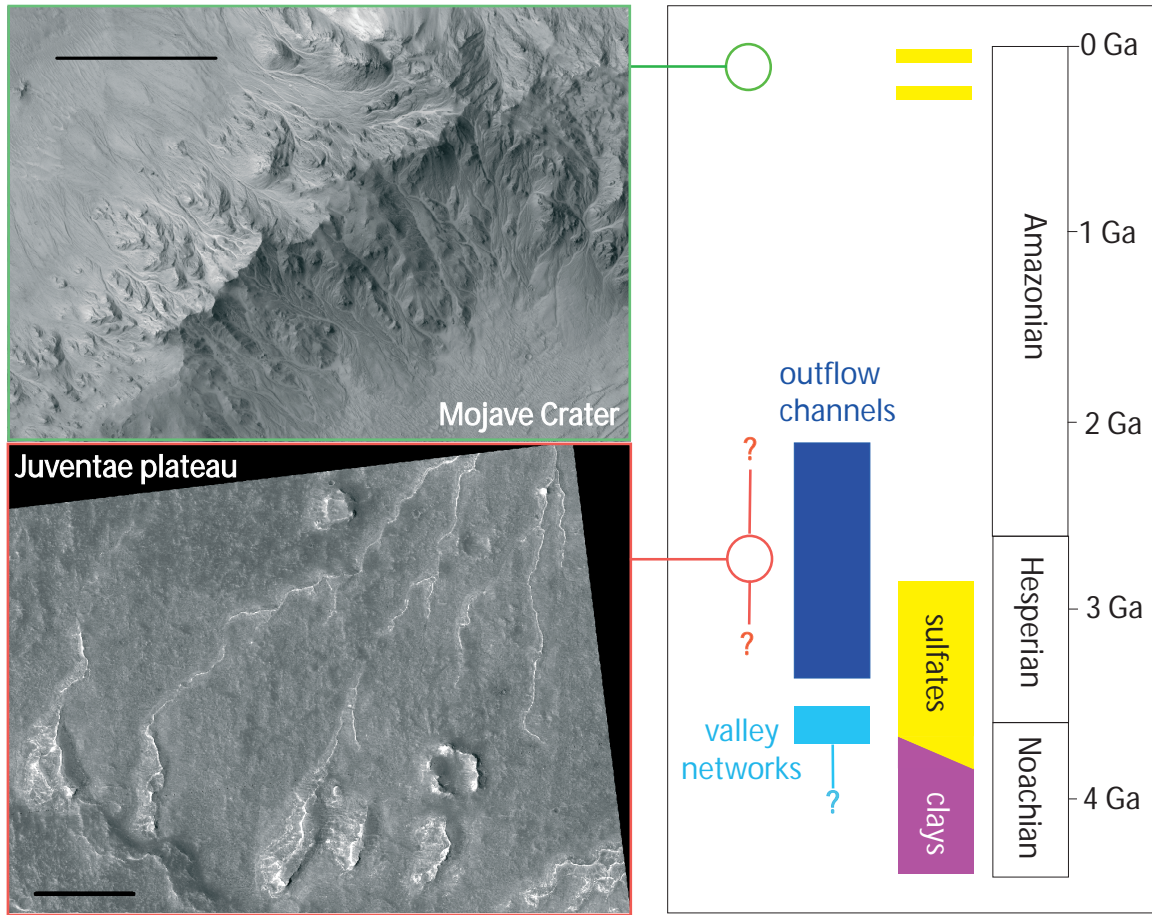 Mojave Crater
Juventae plateau
outflow
channels
?
?
valley
networks
?
sulfates
clays
Amazonian
Hesperian
Noachian
0 Ga
1 Ga
2 Ga
3 Ga
4 Ga